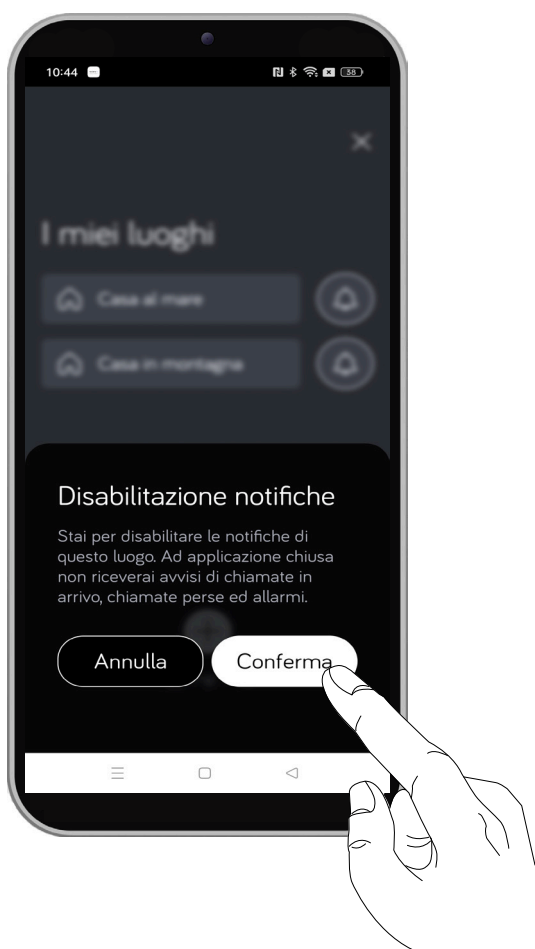 10:44
38
I miei luoghi
Casa al mare
Casa in montagna
Disabilitazione notifiche
Stai per disabilitare le notifiche di
questo luogo. Ad applicazione chiusa
non riceverai avvisi di chiamate in
arrivo, chiamate perse ed allarmi.
Annulla
Conferma